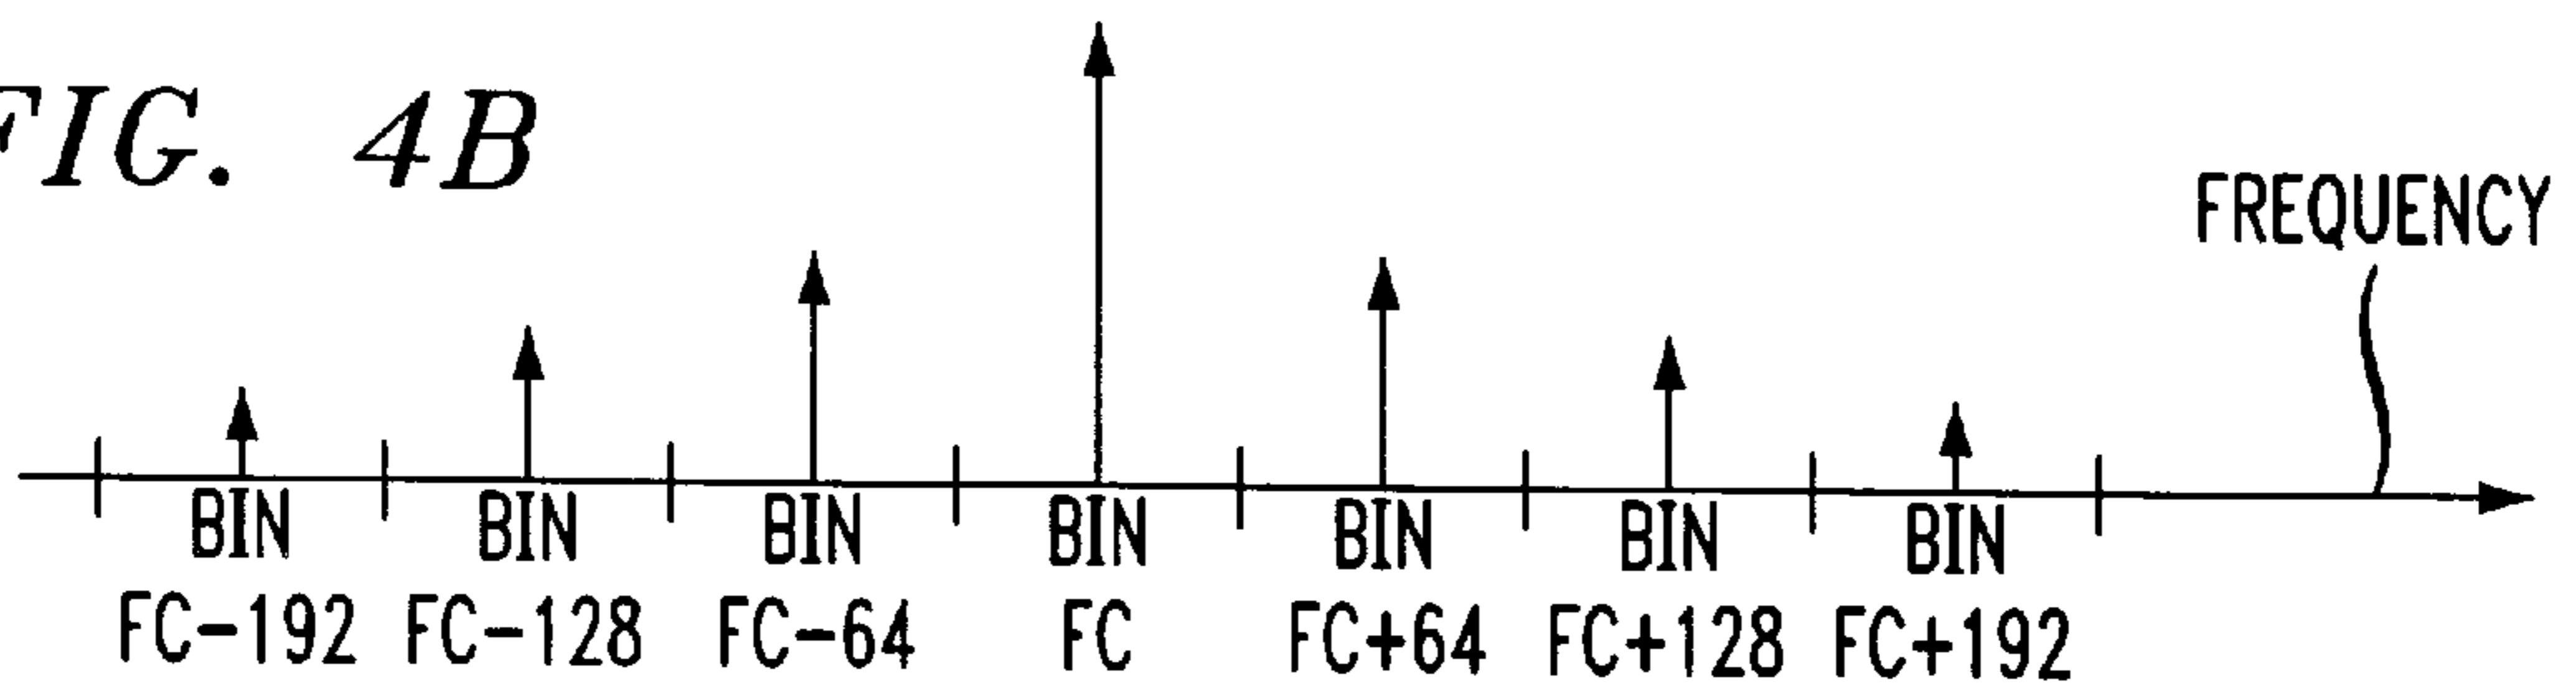 FIG. 4B
FREQUENCY
BIN BIN BIN BIN BIN BIN BIN
FC-192 FC-128 FC-64 FC FC+64 FC+128 FC+192